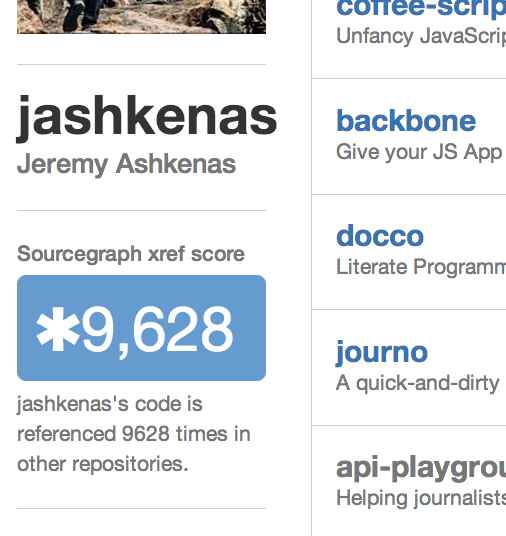 jashkenas
Jeremy Ashkenas
Sourcegraph xref score
✱9,628
jashkenas's code is
referenced 9628 times in
other repositories.
coffee-scrip
Unfancy JavaScrip
backbone
Give your JS App
docco
Literate Programm
journo
A quick-and-dirty
api-playgrou
Helping journalists